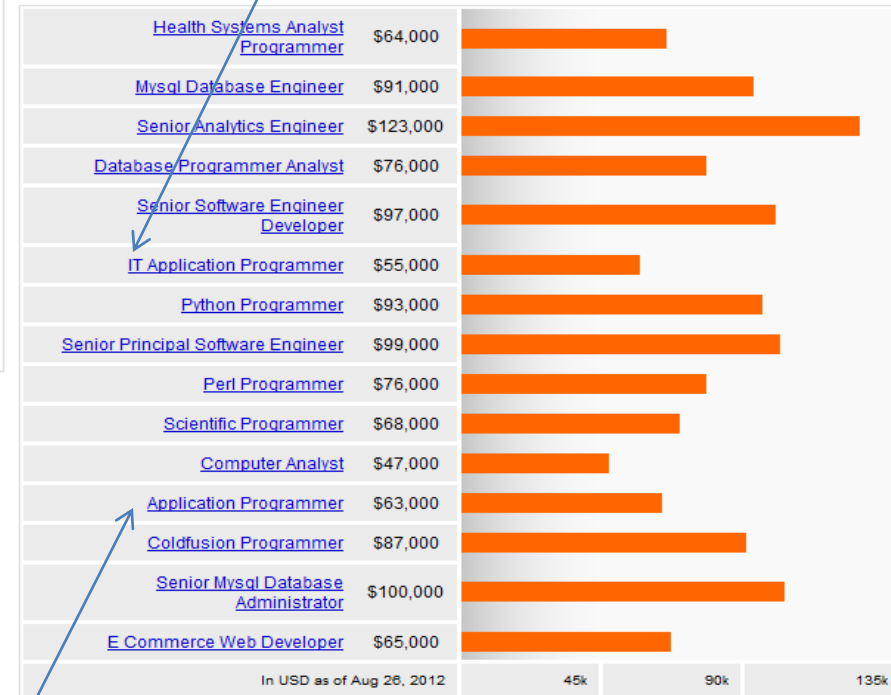 Health Systems Analyst
Programmer $64,000
Mysql Database Engineer $91,000
Senior Analytics Engineer $123,000
Database Programmer Analyst $76,000
Senior Software Engineer
Developer $97,000
IT Application Programmer $55,000
Python Programmer $93,000
Senior Principal Software Engineer $99,000
Perl Programmer $76,000
Scientific Programmer $68,000
Computer Analyst $47,000
Application Programmer $63,000
Coldfusion Programmer $87,000
Senior Mysql Database
Administrator $100,000
E Commerce Web Developer $65,000
In USD as of Aug 26, 2012 45k 90k 135k